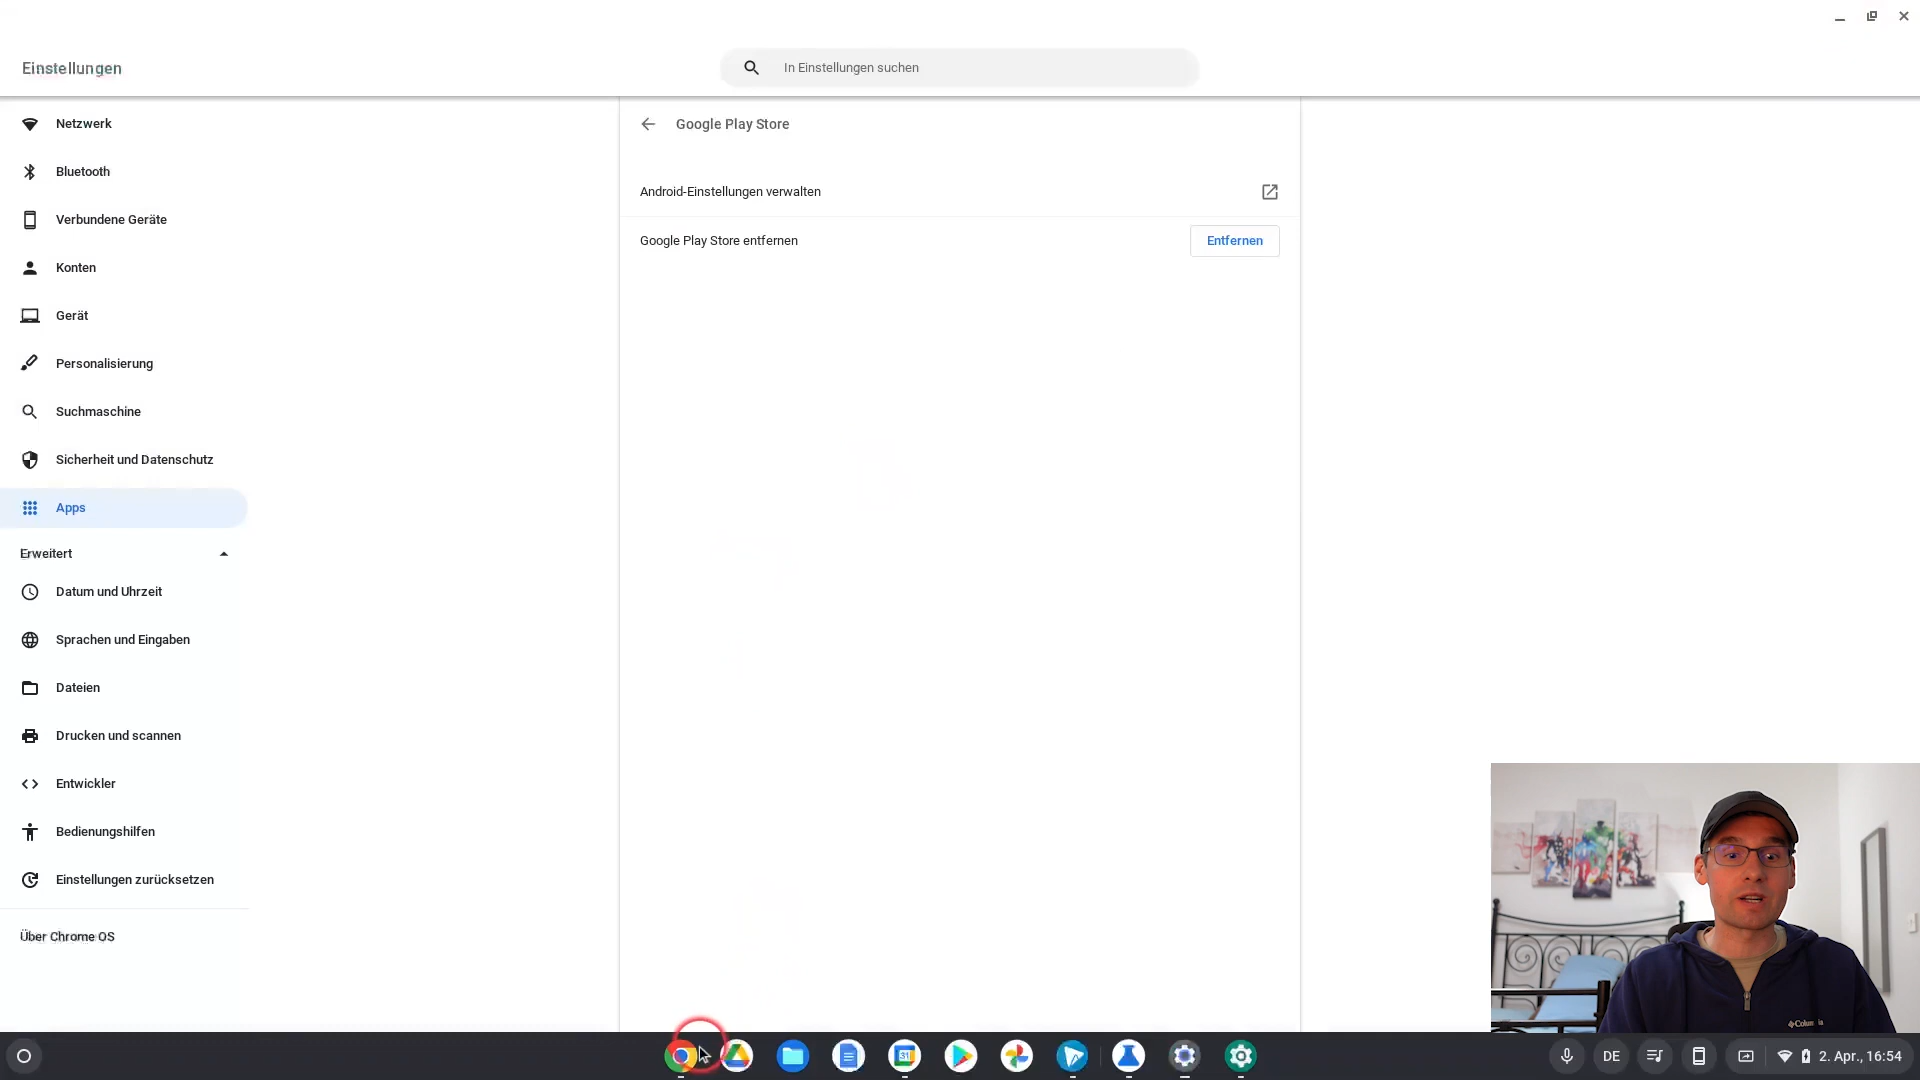 Einstellungen
In Einstellungen suchen
Netzwerk
Bluetooth
Verbundene Geräte
Konten
Gerät
Personalisierung
Suchmaschine
Sicherheit und Datenschutz
Apps
Erweitert
Datum und Uhrzeit
Sprachen und Eingaben
Dateien
Drucken und scannen
Entwickler
Bedienungshilfen
Einstellungen zurücksetzen
Über Chrome OS
Google Play Store
Android-Einstellungen verwalten
Google Play Store entfernen
Entfernen
31
DE
2. Apr., 16:54